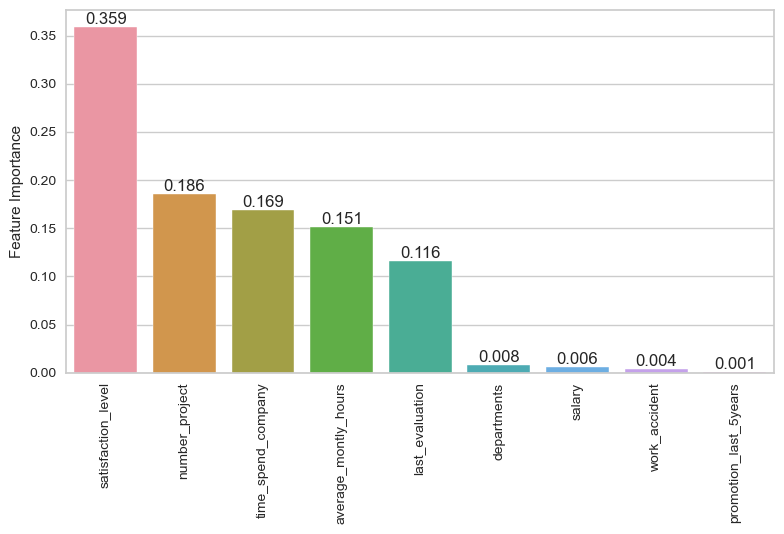 0.359
0.35
0.30
0.25
0.20
0.15
0.10
0.05
0.00
Feature Importance
0.186
0.169
0.151
0.116
0.008
0.006
0.004
0.001
satisfaction_level
number_project
time_spend_company
average_montly_hours
last_evaluation
departments
salary
work_accident
promotion_last_5years